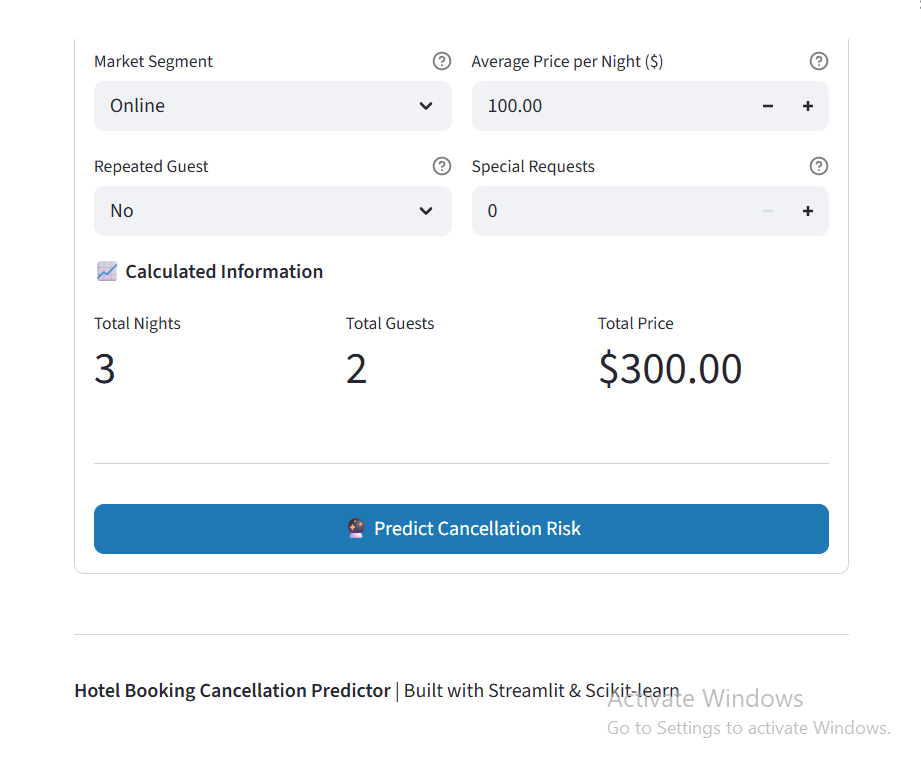 Market Segment
Average Price per Night ($)
Online
100.00
Repeated Guest
Special Requests
No
0
Calculated Information
Total Nights
Total Guests
Total Price
3
2
$300.00
Predict Cancellation Risk
Hotel Booking Cancellation Predictor | Built with Streamlit & Scikit-learn
Activate Windows
Go to Settings to activate Windows.